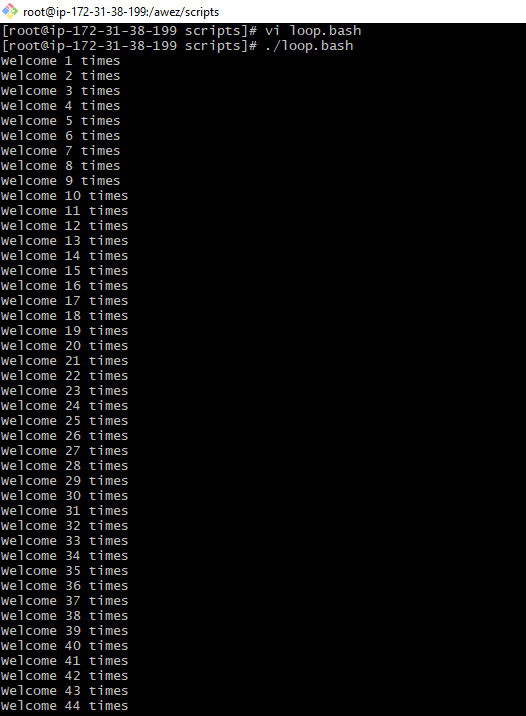 root@ip-172-31-38-199:/awez/scripts
[root@ip-172-31-38-199 scripts]# vi loop.bash
[root@ip-172-31-38-199 scripts]# ./loop.bash
Welcome 1 times
Welcome 2 times
Welcome 3 times
Welcome 4 times
Welcome 5 times
Welcome 6 times
Welcome 7 times
Welcome 8 times
Welcome 9 times
Welcome 10 times
Welcome 11 times
Welcome 12 times
Welcome 13 times
Welcome 14 times
Welcome 15 times
Welcome 16 times
Welcome 17 times
Welcome 18 times
Welcome 19 times
Welcome 20 times
Welcome 21 times
Welcome 22 times
Welcome 23 times
Welcome 24 times
Welcome 25 times
Welcome 26 times
Welcome 27 times
Welcome 28 times
Welcome 29 times
Welcome 30 times
Welcome 31 times
Welcome 32 times
Welcome 33 times
Welcome 34 times
Welcome 35 times
Welcome 36 times
Welcome 37 times
Welcome 38 times
Welcome 39 times
Welcome 40 times
Welcome 41 times
Welcome 42 times
Welcome 43 times
Welcome 44 times